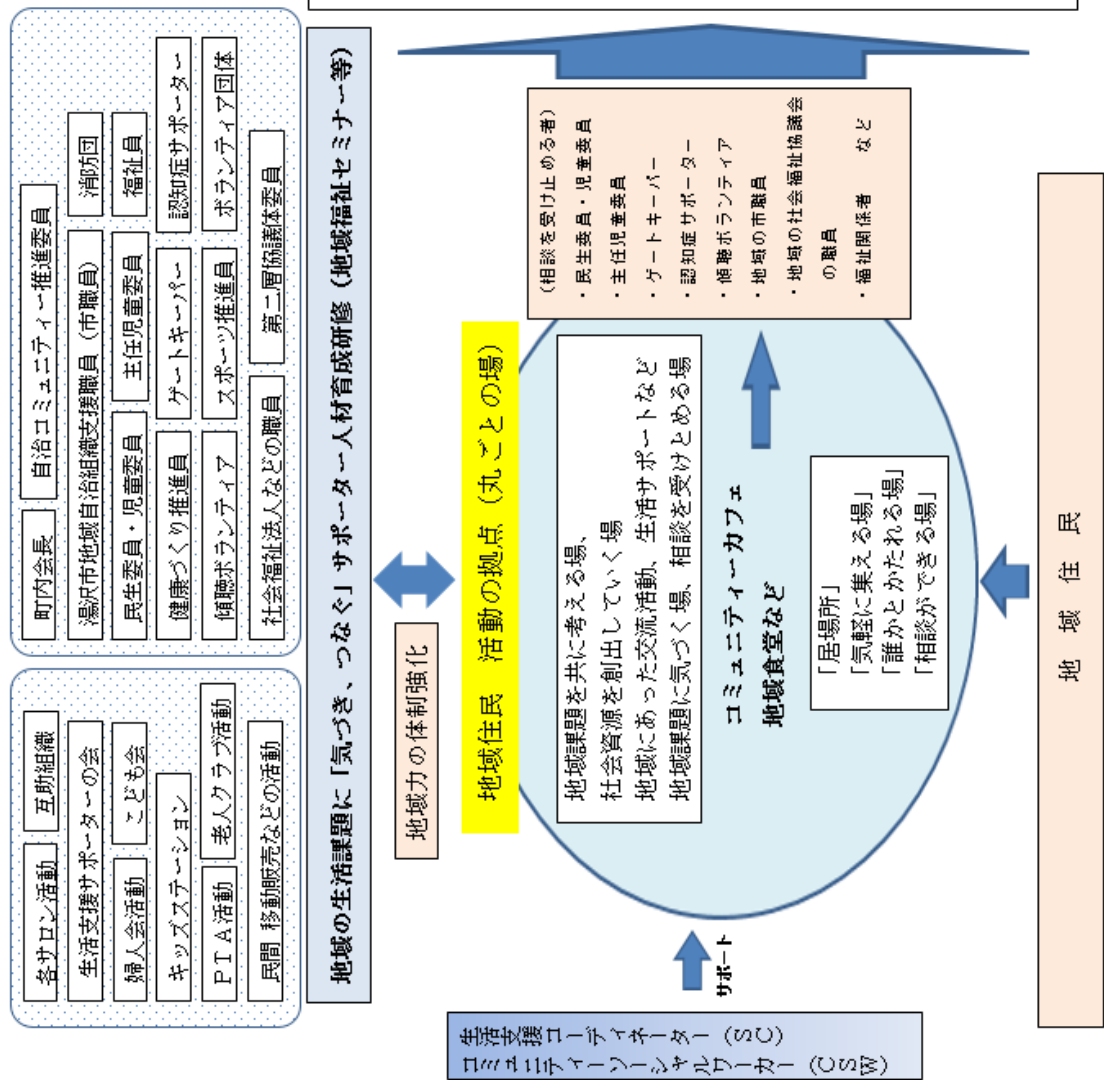 各サロン活動
互助組織
生活支援サポーターの会
婦人会活動
こども会
キッズステーション
PTA活動
老人クラブ活動
民間 移動販売などの活動
町内会長
自治コミュニティー推進委員
湯沢市地域自治組織支援職員（市職員）
消防団
民生委員・児童委員
主任児童委員
福祉員
健康づくり推進員
ゲートキーパー
認知症サポーター
傾聴ボランティア
スポーツ推進員
ボランティア団体
社会福祉法人などの職員
第二層協議体委員
地域の生活課題に「気づき、つなぐ」サポーター人材育成研修（地域福祉セミナー等）
地域力の体制強化
地域住民　活動の拠点（丸ごとの場）
地域課題を共に考える場、
社会資源を創出していく場
地域にあった交流活動、生活サポートなど
地域課題に気づく場、相談を受けとめる場
コミュニティーカフェ
地域食堂など
「居場所」
「気軽に集える場」
「誰かとかたれる場」
「相談ができる場」
（相談を受け止める者）
・民生委員・児童委員
・主任児童委員
・ゲートキーパー
・認知症サポーター
・傾聴ボランティア
・地域の市職員
・地域の社会福祉協議会
の職員
・福祉関係者　など
生活支援コーディネーター（SC）
コミュニティーソーシャルワーカー（CSW）
サポート
地　域　住　民